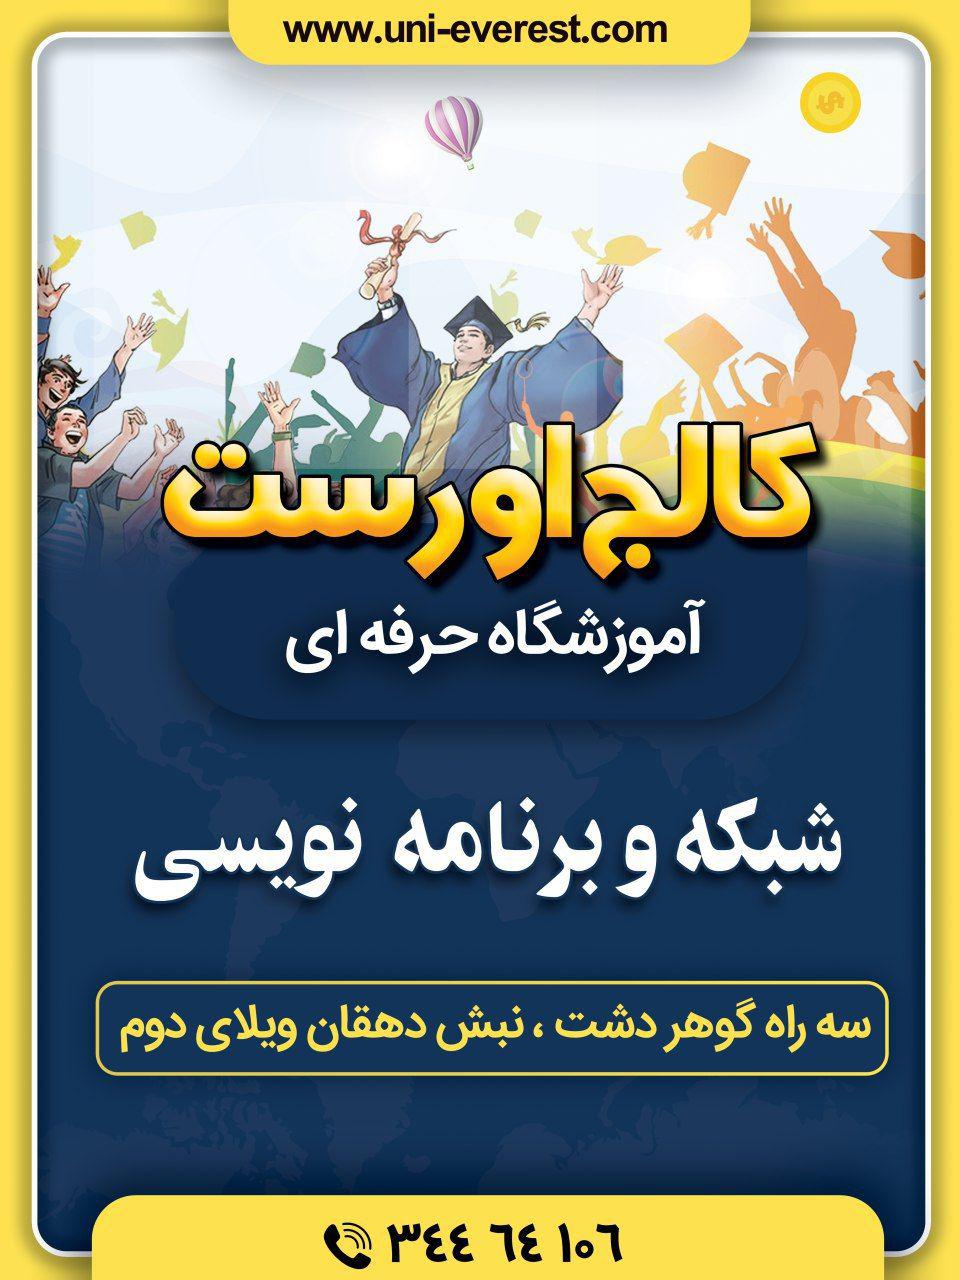 www.uni-everest.com
کالج اورست
آموزشگاه حرفه ای
شبکه و برنامه نویسی
سه راه گوهر دشت ، نبش دهقان ویلای دوم
۳٤٤ ٦٤ ۱۰٦